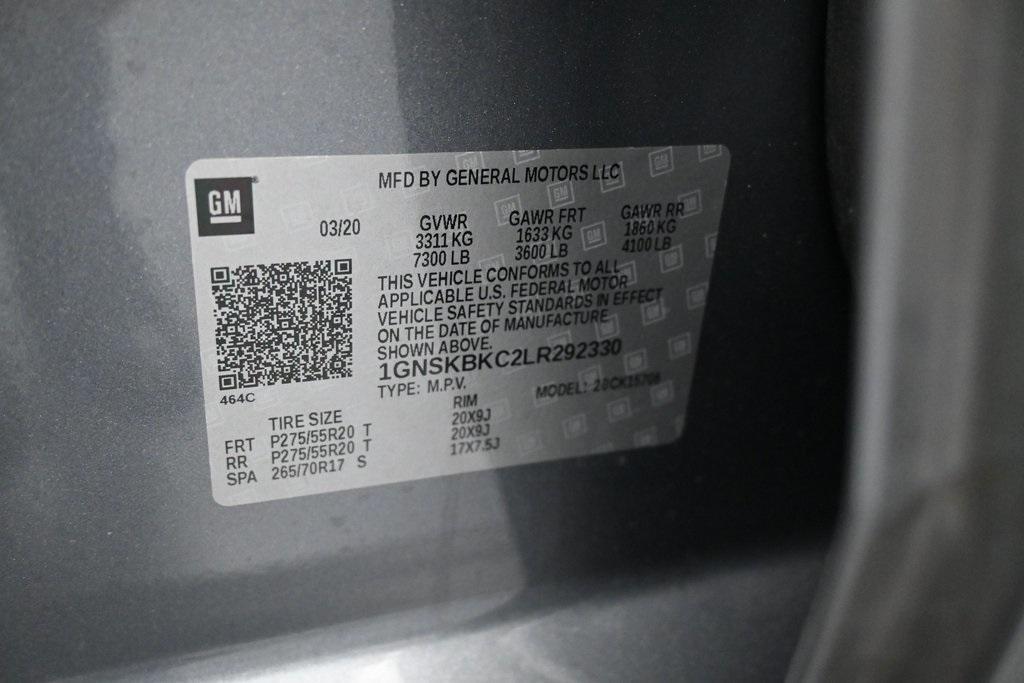 GM
MFD BY GENERAL MOTORS LLC
03/20
GVWR GAWR FRT GAWR RR
3311 KG 1633 KG 1860 KG
7300 LB 3600 LB 4100 LB
THIS VEHICLE CONFORMS TO ALL
APPLICABLE U.S. FEDERAL MOTOR
VEHICLE SAFETY STANDARDS IN EFFECT
ON THE DATE OF MANUFACTURE
SHOWN ABOVE.
1GNSKBKC2LR292330
TYPE: M.P.V. MODEL:
464C
TIRE SIZE RIM
FRT P275/55R20 T 20X9J
RR P275/55R20 T 20X9J
SPA 265/70R17 S 17X7.5J